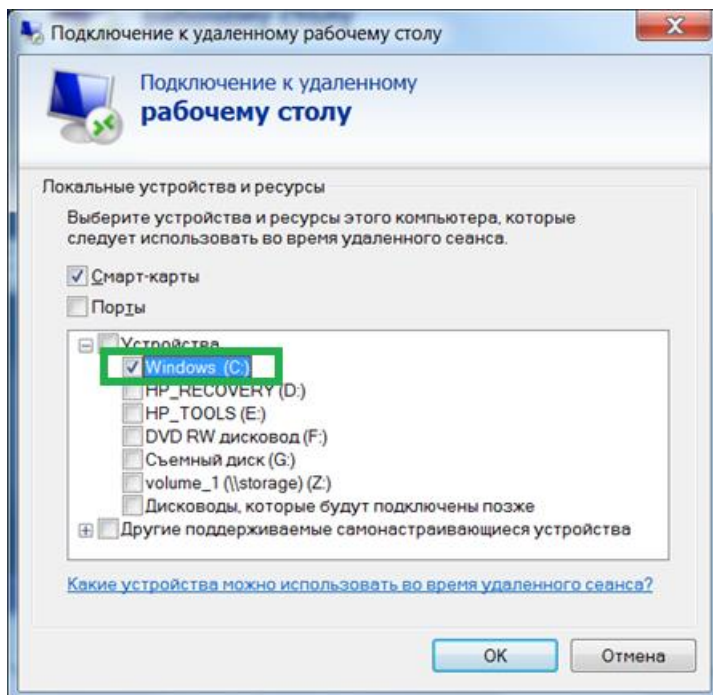 Подключение к удаленному рабочему столу
Подключение к удаленному
рабочему столу
Локальные устройства и ресурсы
Выберите устройства и ресурсы этого компьютера, которые
следует использовать во время удаленного сеанса.
Смарт-карты
Порты
Устройства
Windows (C:)
HP_RECOVERY (D:)
HP_TOOLS (E:)
DVD RW дисковод (F:)
Съемный диск (G:)
volume_1 (\\storage) (Z:)
Дисководы, которые будут подключены позже
Другие поддерживаемые самонастраивающиеся устройства
Какие устройства можно использовать во время удаленного сеанса?
OK Отмена